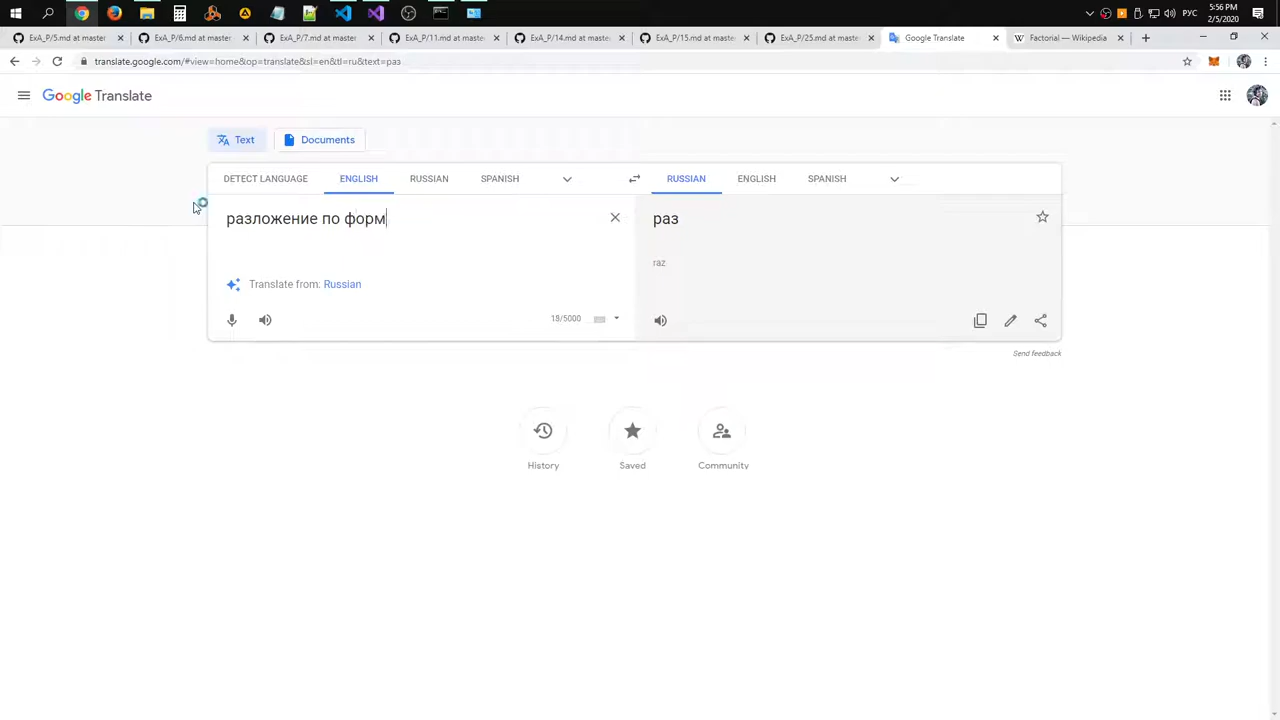 5:56 PM
РУС
2/5/2020
ExA_P/5.md at master
ExA_P/6.md at master
ExA_P/7.md at master
ExA_P/11.md at master
ExA_P/14.md at master
ExA_P/15.md at master
ExA_P/25.md at master
Google Translate
Factorial — Wikipedia
translate.google.com/#view=home&op=translate&sl=en&tl=ru&text=раз
Google Translate
Text
Documents
DETECT LANGUAGE ENGLISH RUSSIAN SPANISH
RUSSIAN ENGLISH SPANISH
разложение по форм
раз
raz
Translate from: Russian
18/5000
Send feedback
History
Saved
Community